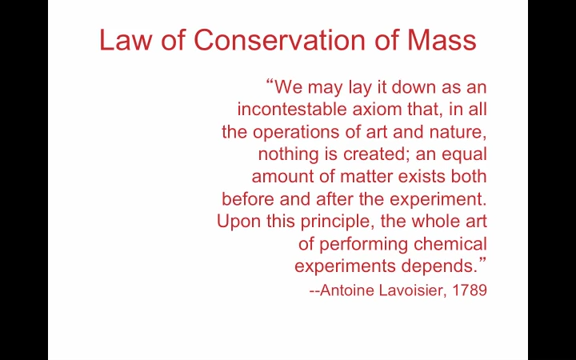 Law of Conservation of Mass
“We may lay it down as an
incontestable axiom that, in all
the operations of art and nature,
nothing is created; an equal
amount of matter exists both
before and after the experiment.
Upon this principle, the whole art
of performing chemical
experiments depends.”
--Antoine Lavoisier, 1789